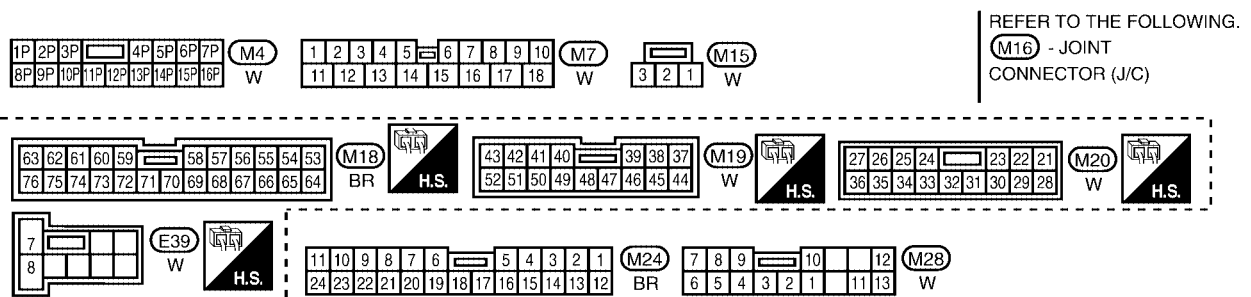 REFER TO THE FOLLOWING.
M16 - JOINT
CONNECTOR (J/C)
1P 2P 3P 4P 5P 6P 7P M4
8P 9P 10P 11P 12P 13P 14P 15P 16P W
1 2 3 4 5 6 7 8 9 10 M7
11 12 13 14 15 16 17 18 W
M15
3 2 1 W
63 62 61 60 59 58 57 56 55 54 53 M18
76 75 74 73 72 71 70 69 68 67 66 65 64 BR H.S.
43 42 41 40 39 38 37 M19
52 51 50 49 48 47 46 45 44 W H.S.
27 26 25 24 23 22 21 M20
36 35 34 33 32 31 30 29 28 W H.S.
7 E39
8 W H.S.
11 10 9 8 7 6 5 4 3 2 1 M24
24 23 22 21 20 19 18 17 16 15 14 13 12 BR
7 8 9 10 12 M28
6 5 4 3 2 1 11 13 W